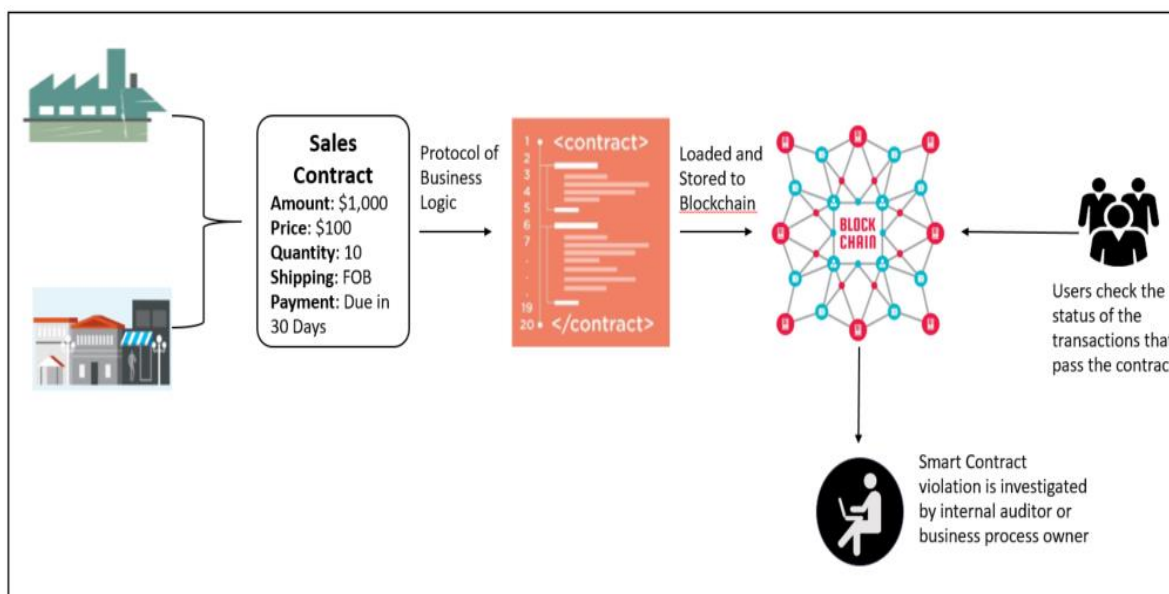 Sales
Contract
Amount: $1,000
Price: $100
Quantity: 10
Shipping: FOB
Payment: Due in
30 Days
Protocol of
Business
Logic
1 <contract>
2
3
4
5
6
7
.
.
.
19
20 </contract>
Loaded and
Stored to
Blockchain
BLOCK
CHAIN
Users check the
status of the
transactions that
pass the contrac
Smart Contract
violation is investigated
by internal auditor or
business process owner